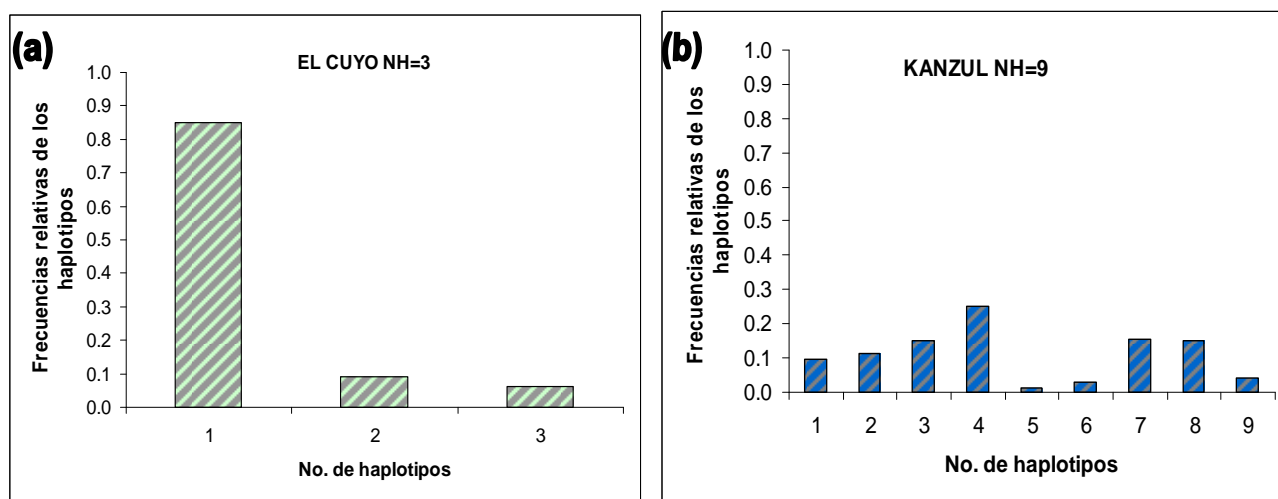 (a)
EL CUYO NH=3
Frecuencias relativas de los
haplotipos
1.0
0.9
0.8
0.7
0.6
0.5
0.4
0.3
0.2
0.1
0.0
1 2 3
No. de haplotipos
(b)
KANZUL NH=9
Frecuencias relativas de los
haplotipos
1.0
0.9
0.8
0.7
0.6
0.5
0.4
0.3
0.2
0.1
0.0
1 2 3 4 5 6 7 8 9
No. de haplotipos